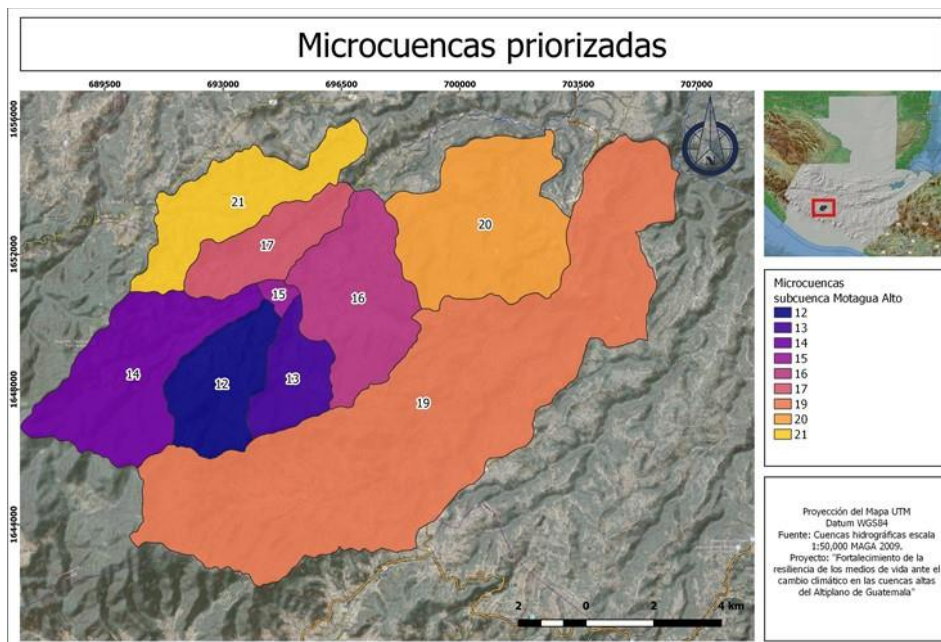 Microcuencas priorizadas
689500 693000 696500 700000 703500 707000
1656000
1652000
1648000
1644000
N
21
17
20
15
16
14
12
13
19
2 0 2 4 km
Microcuencas
subcuenca Motagua Alto
12
13
14
15
16
17
19
20
21
Proyección del Mapa UTM
Datum WGS84
Fuente: Cuencas hidrográficas escala
1:50,000 MAGA 2009.
Proyecto: "Fortalecimiento de la
resiliencia de los medios de vida ante el
cambio climático en las cuencas altas
del Altiplano de Guatemala"